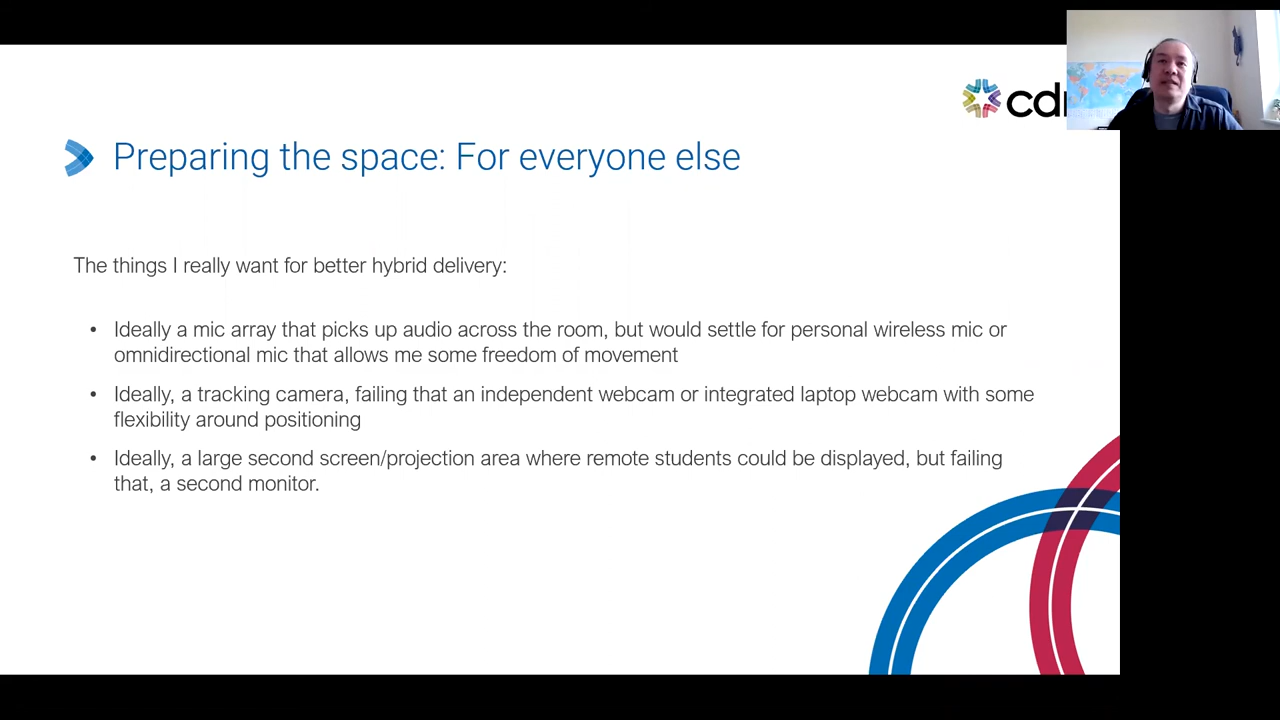 Preparing the space: For everyone else
The things I really want for better hybrid delivery:
• Ideally a mic array that picks up audio across the room, but would settle for personal wireless mic or
omnidirectional mic that allows me some freedom of movement
• Ideally, a tracking camera, failing that an independent webcam or integrated laptop webcam with some
flexibility around positioning
• Ideally, a large second screen/projection area where remote students could be displayed, but failing
that, a second monitor.